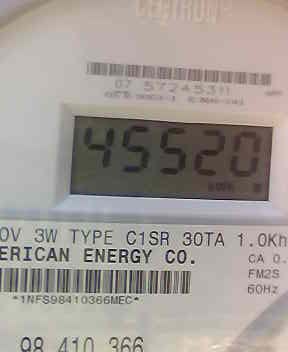 CENTRON
07 57245311
45520
0V 3W TYPE C1SR 30TA 1.0Kh
ERICAN ENERGY CO.
CA 0.
FM2S
60Hz
*1NFS98410366MEC*
98 410 366